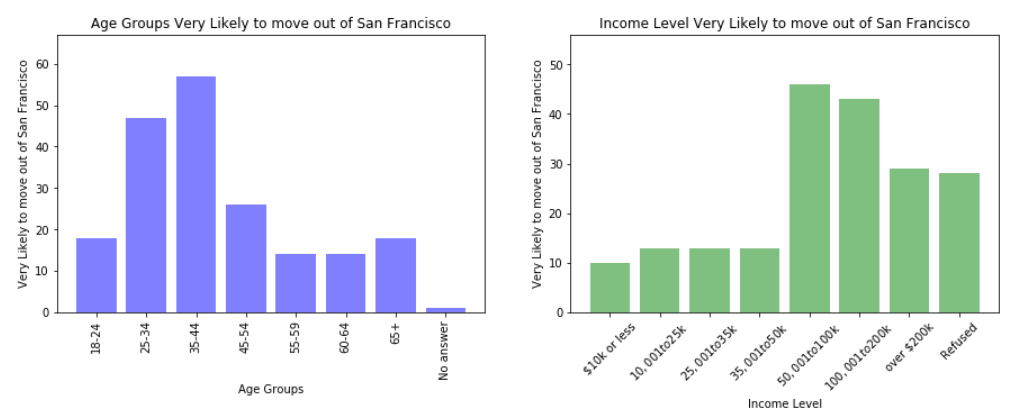 Age Groups Very Likely to move out of San Francisco
Very Likely to move out of San Francisco
60
50
40
30
20
10
0
18-24
25-34
35-44
45-54
55-59
60-64
65+
No answer
Age Groups
Income Level Very Likely to move out of San Francisco
Very Likely to move out of San Francisco
50
40
30
20
10
0
$10k or less
10,001to25k
25,001to35k
35,001to50k
50,001to100k
100,001to200k
over $200k
Refused
Income Level